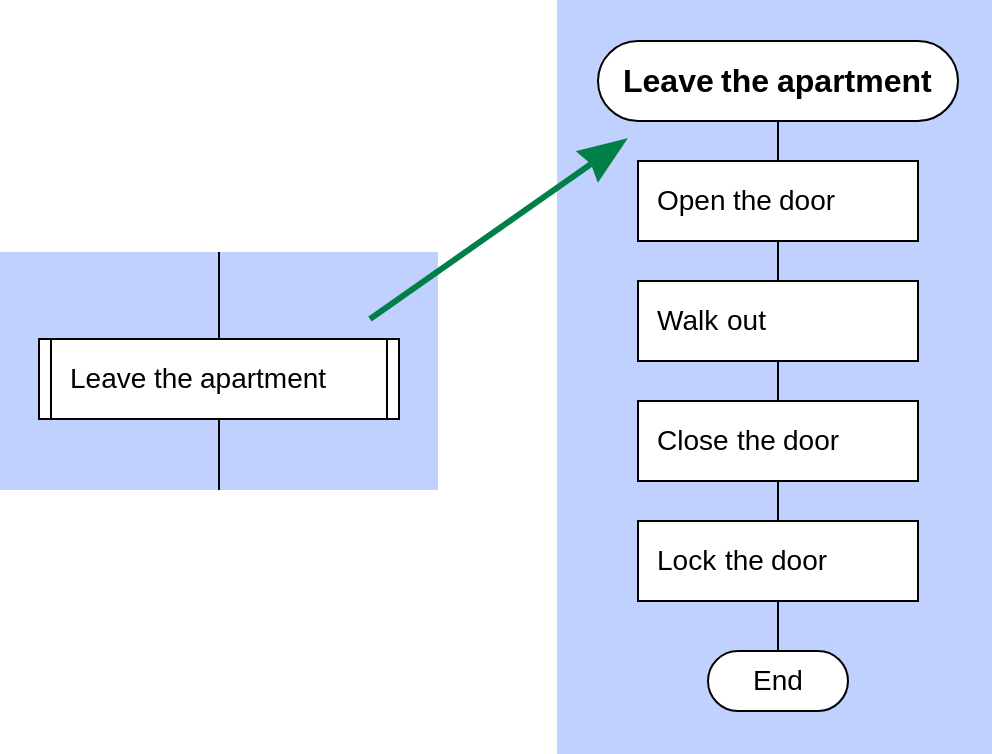 Leave the apartment
Leave the apartment
Open the door
Walk out
Close the door
Lock the door
End